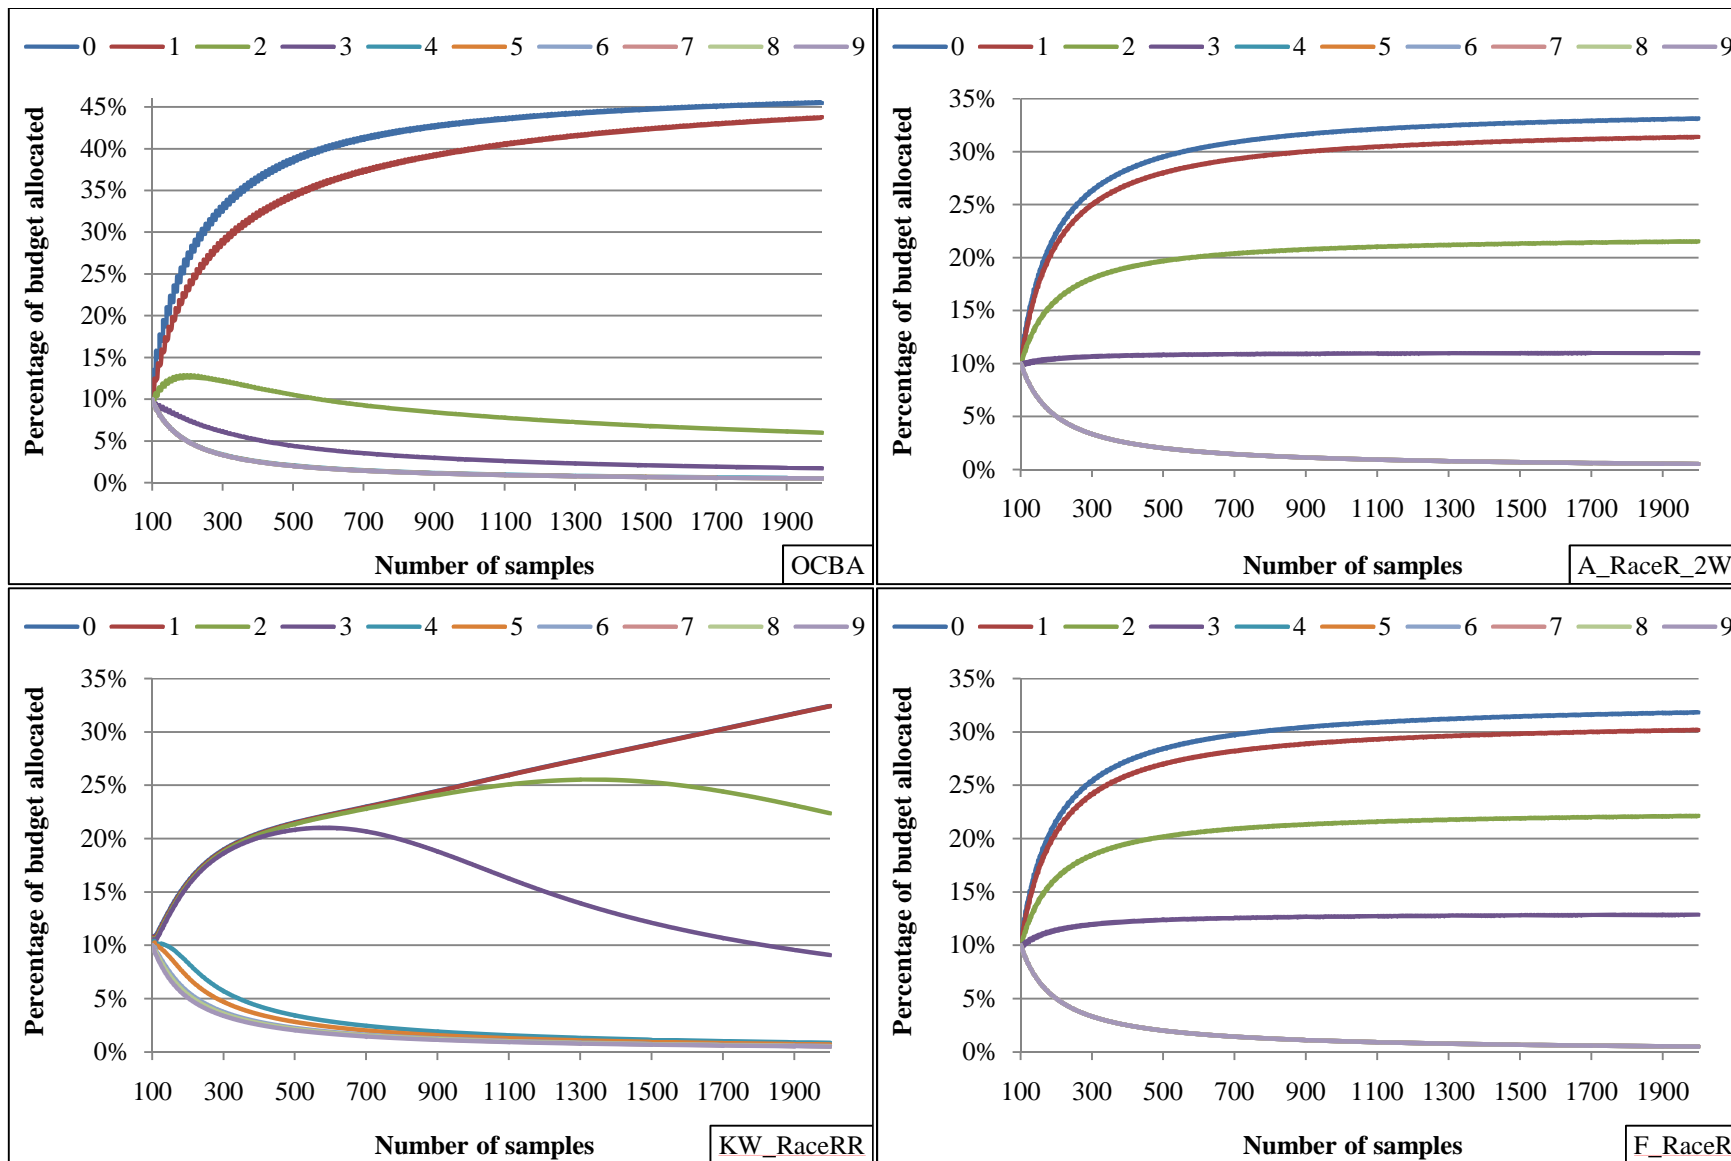 0 1 2 3 4 5 6 7 8 9
Percentage of budget allocated
45%
40%
35%
30%
25%
20%
15%
10%
5%
0%
100 300 500 700 900 1100 1300 1500 1700 1900
Number of samples
OCBA
0 1 2 3 4 5 6 7 8 9
Percentage of budget allocated
35%
30%
25%
20%
15%
10%
5%
0%
100 300 500 700 900 1100 1300 1500 1700 1900
Number of samples
A_RaceR_2W
0 1 2 3 4 5 6 7 8 9
Percentage of budget allocated
35%
30%
25%
20%
15%
10%
5%
0%
100 300 500 700 900 1100 1300 1500 1700 1900
Number of samples
KW_RaceRR
0 1 2 3 4 5 6 7 8 9
Percentage of budget allocated
35%
30%
25%
20%
15%
10%
5%
0%
100 300 500 700 900 1100 1300 1500 1700 1900
Number of samples
F_RaceR